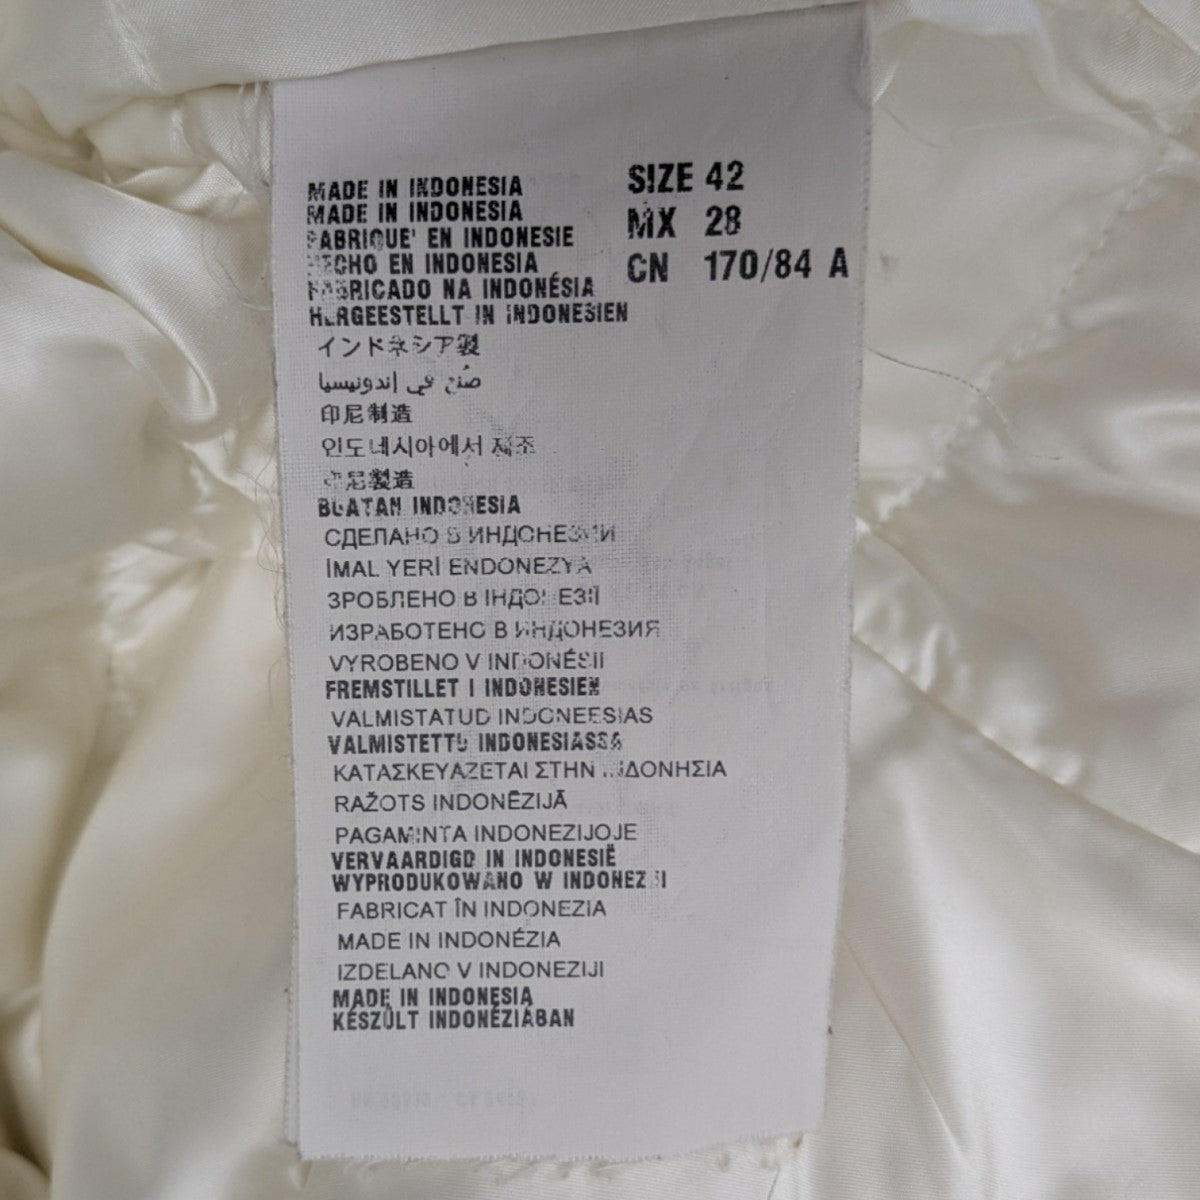 MADE IN INDONESIA
MADE IN INDONESIA
FABRIQUE' EN INDONESIE
HECHO EN INDONESIA
FABRICADO NA INDONÉSIA
HERGEESTELLT IN INDONESIEN
インドネシア製
صُنع في إندونيسيا
印尼制造
인도네시아에서 제조
印尼製造
BUATAN INDONESIA
СДЕЛАНО В ИНДОНЕЗИИ
İMAL YERİ ENDONEZYA
ЗРОБЛЕНО В ІНДОНЕЗІЇ
ИЗРАБОТЕНО В ИНДОНЕЗИЯ
VYROBENO V INDONÉSII
FREMSTILLET I INDONESIEN
VALMISTATUD INDONEESIAS
VALMISTETTU INDONESIASSA
ΚΑΤΑΣΚΕΥΑΖΕΤΑΙ ΣΤΗΝ ΙΝΔΟΝΗΣΙΑ
RAŽOTS INDONĒZIJĀ
PAGAMINTA INDONEZIJOJE
VERVAARDIGD IN INDONESIË
WYPRODUKOWANO W INDONEZJI
FABRICAT ÎN INDONEZIA
MADE IN INDONÉZIA
IZDELANO V INDONEZIJI
MADE IN INDONESIA
KÉSZÜLT INDONÉZIÁBAN
SIZE 42
MX 28
CN 170/84 A